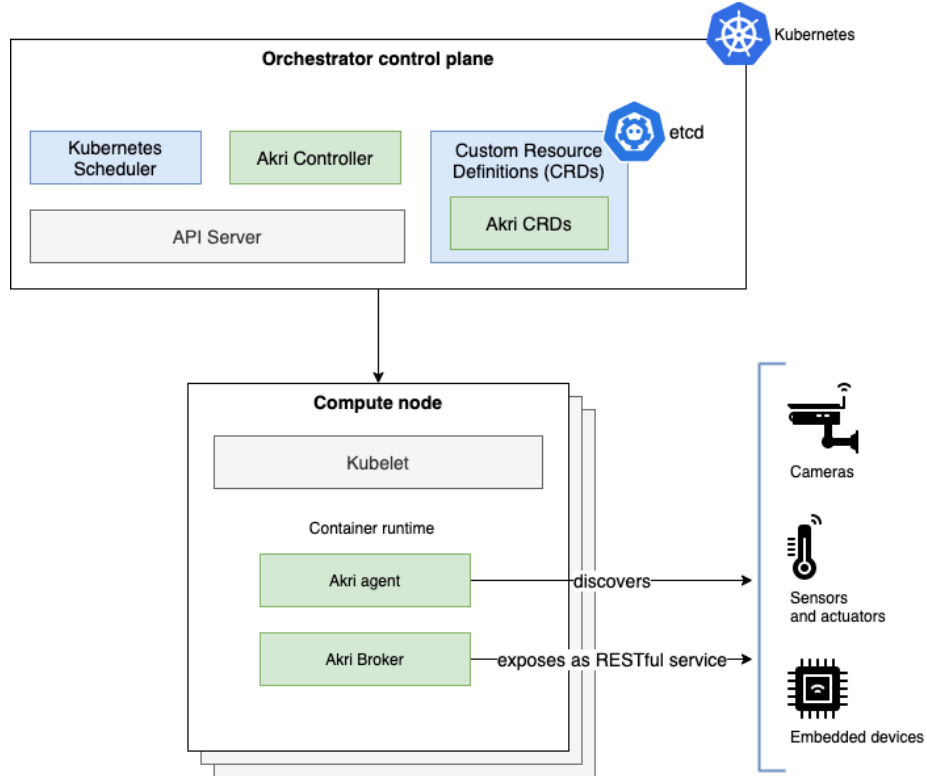 Kubernetes
Orchestrator control plane
etcd
Kubernetes
Scheduler
Akri Controller
Custom Resource
Definitions (CRDs)
Akri CRDs
API Server
Compute node
Kubelet
Container runtime
Akri agent
discovers
Akri Broker
exposes as RESTful service
Cameras
Sensors
and actuators
Embedded devices